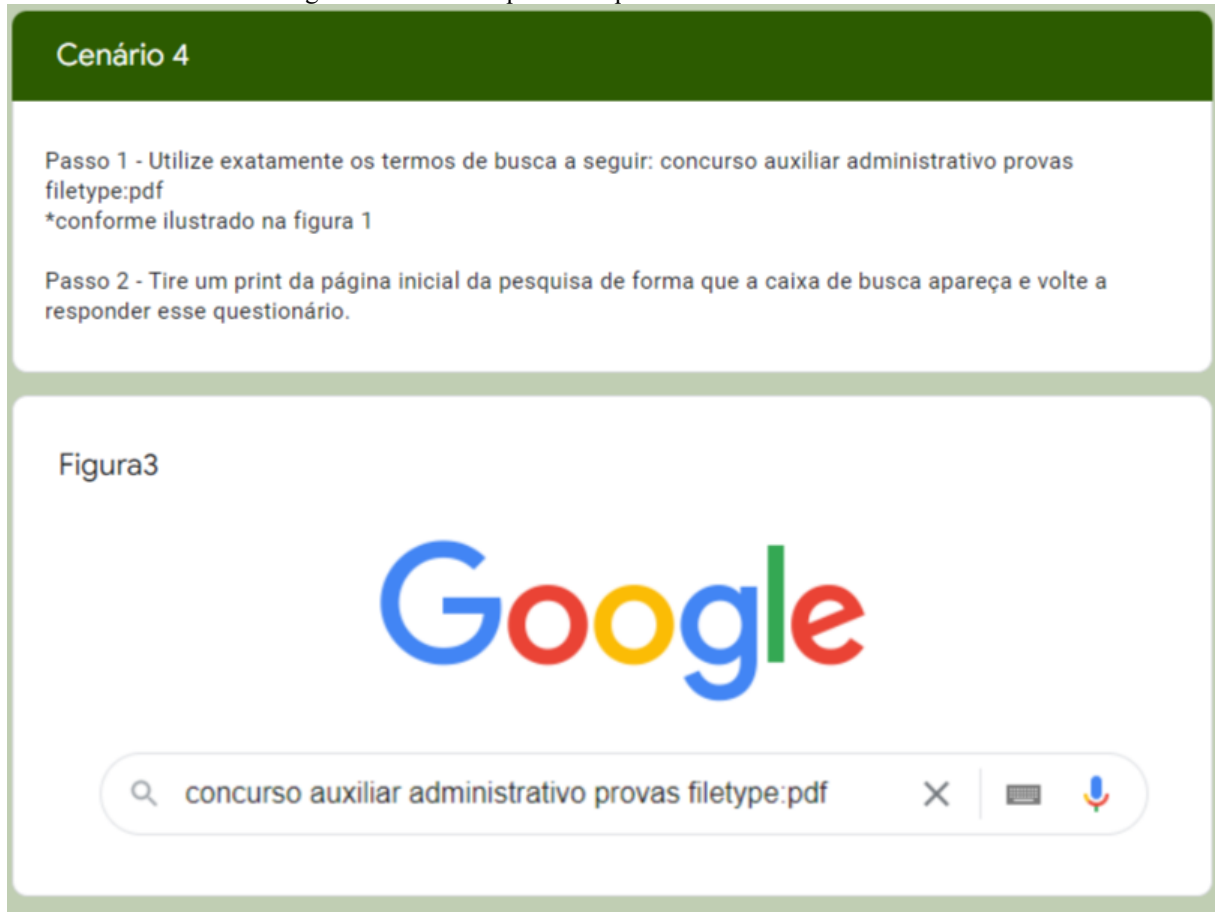 Cenário 4
Passo 1 - Utilize exatamente os termos de busca a seguir: concurso auxiliar administrativo provas
filetype:pdf
*conforme ilustrado na figura 1
Passo 2 - Tire um print da página inicial da pesquisa de forma que a caixa de busca apareça e volte a
responder esse questionário.
Figura3
Google
concurso auxiliar administrativo provas filetype:pdf